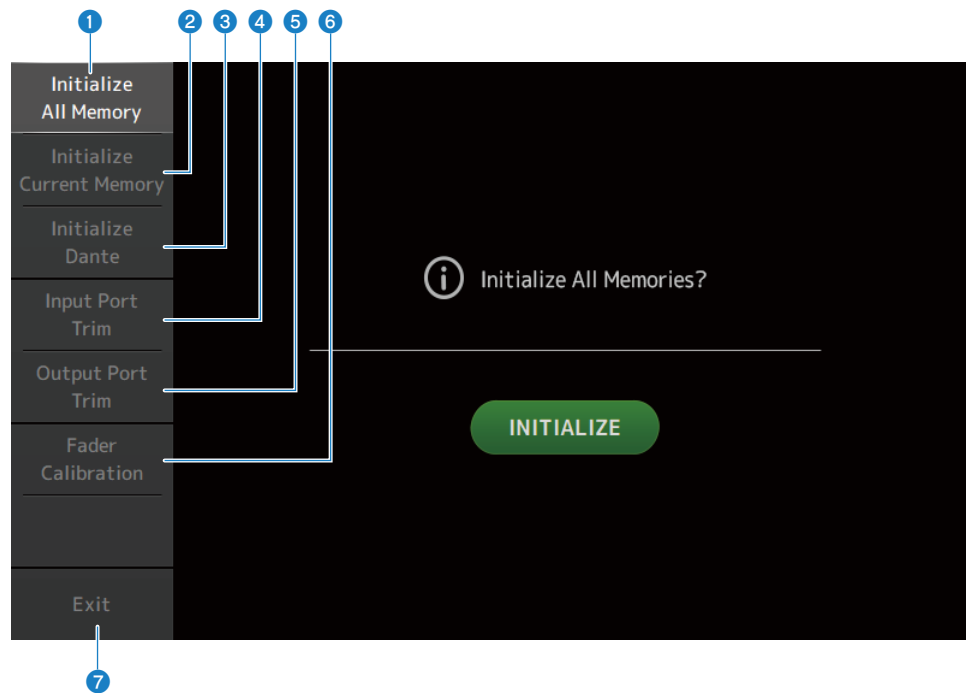 1 2 3 4 5 6
Initialize
All Memory
Initialize
Current Memory
Initialize
Dante
Input Port
Trim
Output Port
Trim
Fader
Calibration
Exit
Initialize All Memories?
INITIALIZE
7